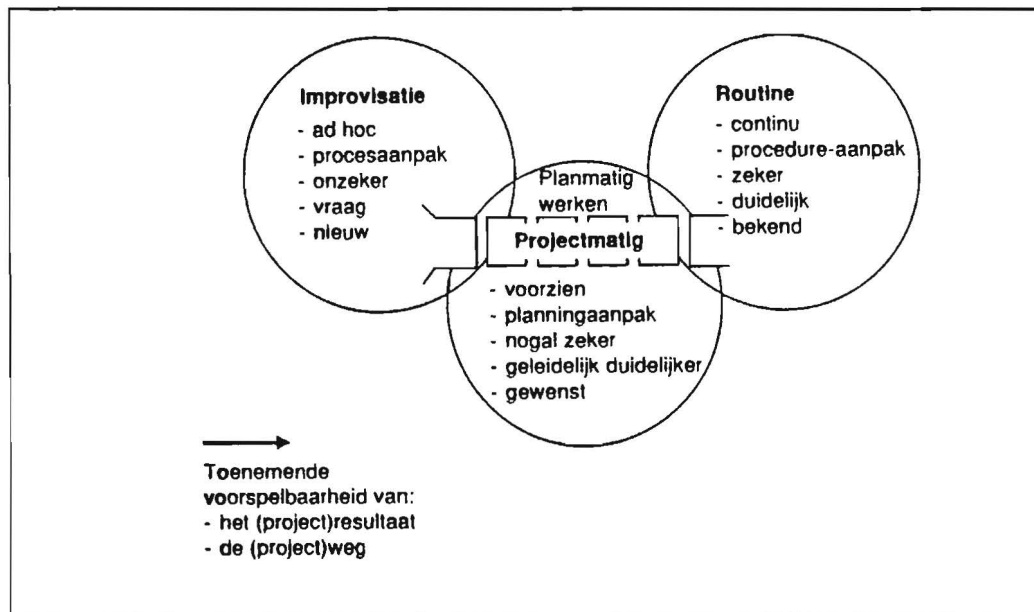 Improvisatie
- ad hoc
- procesaanpak
- onzeker
- vraag
- nieuw
Routine
- continu
- procedure-aanpak
- zeker
- duidelijk
- bekend
Planmatig
werken
Projectmatig
- voorzien
- planningaanpak
- nogal zeker
- geleidelijk duidelijker
- gewenst
Toenemende
voorspelbaarheid van:
- het (project)resultaat
- de (project)weg